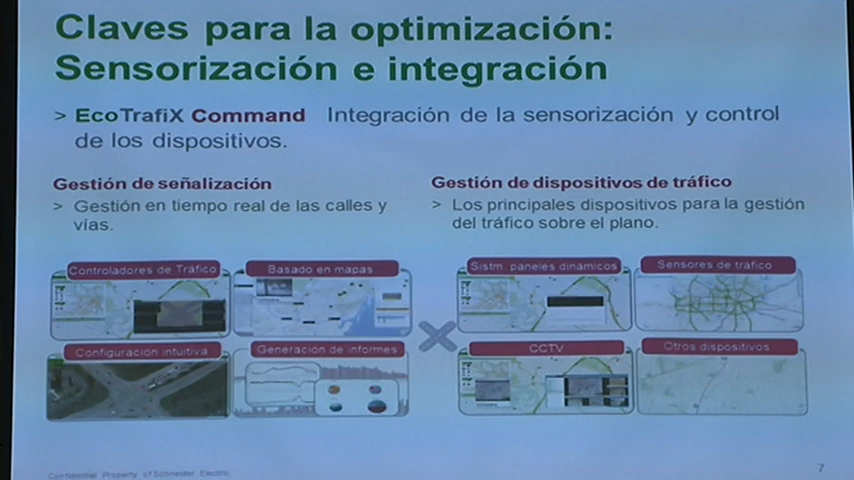 Claves para la optimización:
Sensorización e integración
> EcoTrafiX Command Integración de la sensorización y control
de los dispositivos.
Gestión de señalización
> Gestión en tiempo real de las calles y
vías.
Gestión de dispositivos de tráfico
> Los principales dispositivos para la gestión
del tráfico sobre el plano.
Controladores de Tráfico
Basado en mapas
Configuración intuitiva
Generación de informes
Sistm. paneles dinámicos
Sensores de tráfico
CCTV
Otros dispositivos
Confidential Property of Schneider Electric
7